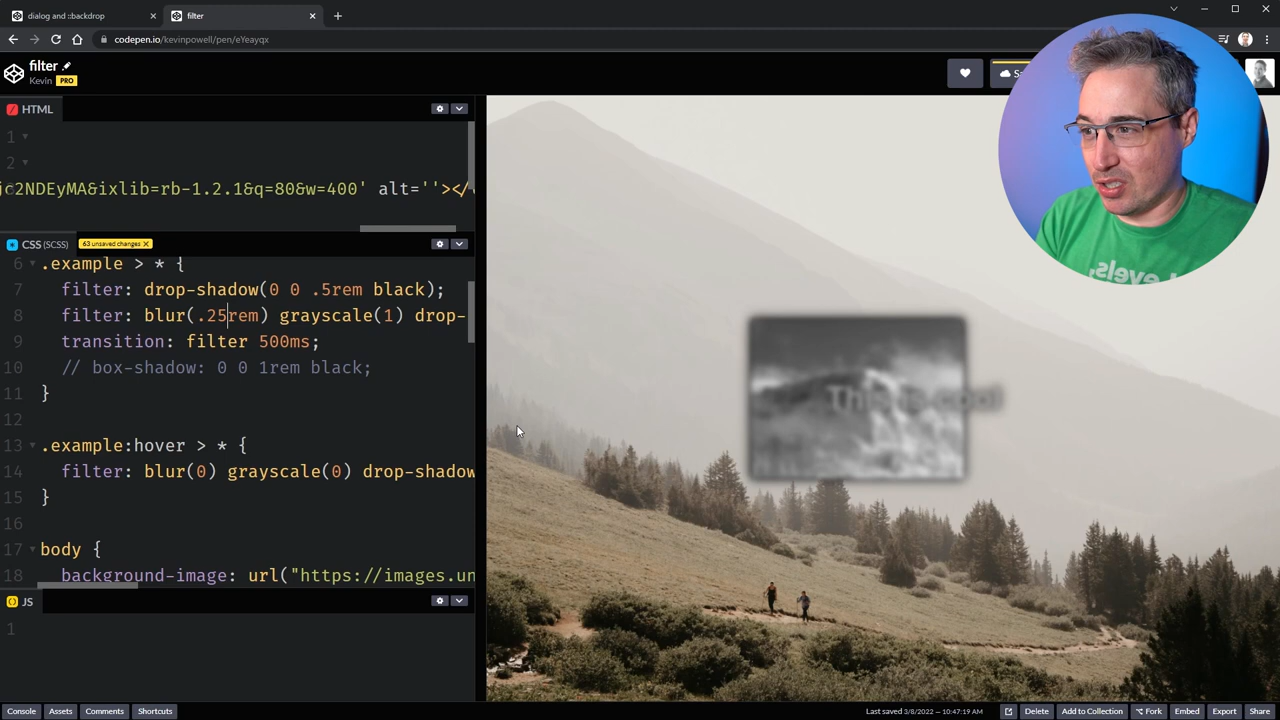 dialog and ::backdrop
filter
codepen.io/kevinpowell/pen/eYeayqx
filter
Kevin PRO
HTML
1
2
c2NDEyMA&ixlib=rb-1.2.1&q=80&w=400' alt=''></
CSS (SCSS) 63 unsaved changes X
6 .example > * {
7 filter: drop-shadow(0 0 .5rem black);
8 filter: blur(.25rem) grayscale(1) drop-
9 transition: filter 500ms;
10 // box-shadow: 0 0 1rem black;
11 }
12
13 .example:hover > * {
14 filter: blur(0) grayscale(0) drop-shadow
15 }
16
17 body {
18 background-image: url("https://images.un
JS
1
This is cool
Levels,
Console Assets Comments Shortcuts
Last saved 3/8/2022 — 10:47:19 AM
Delete Add to Collection Fork Embed Export Share